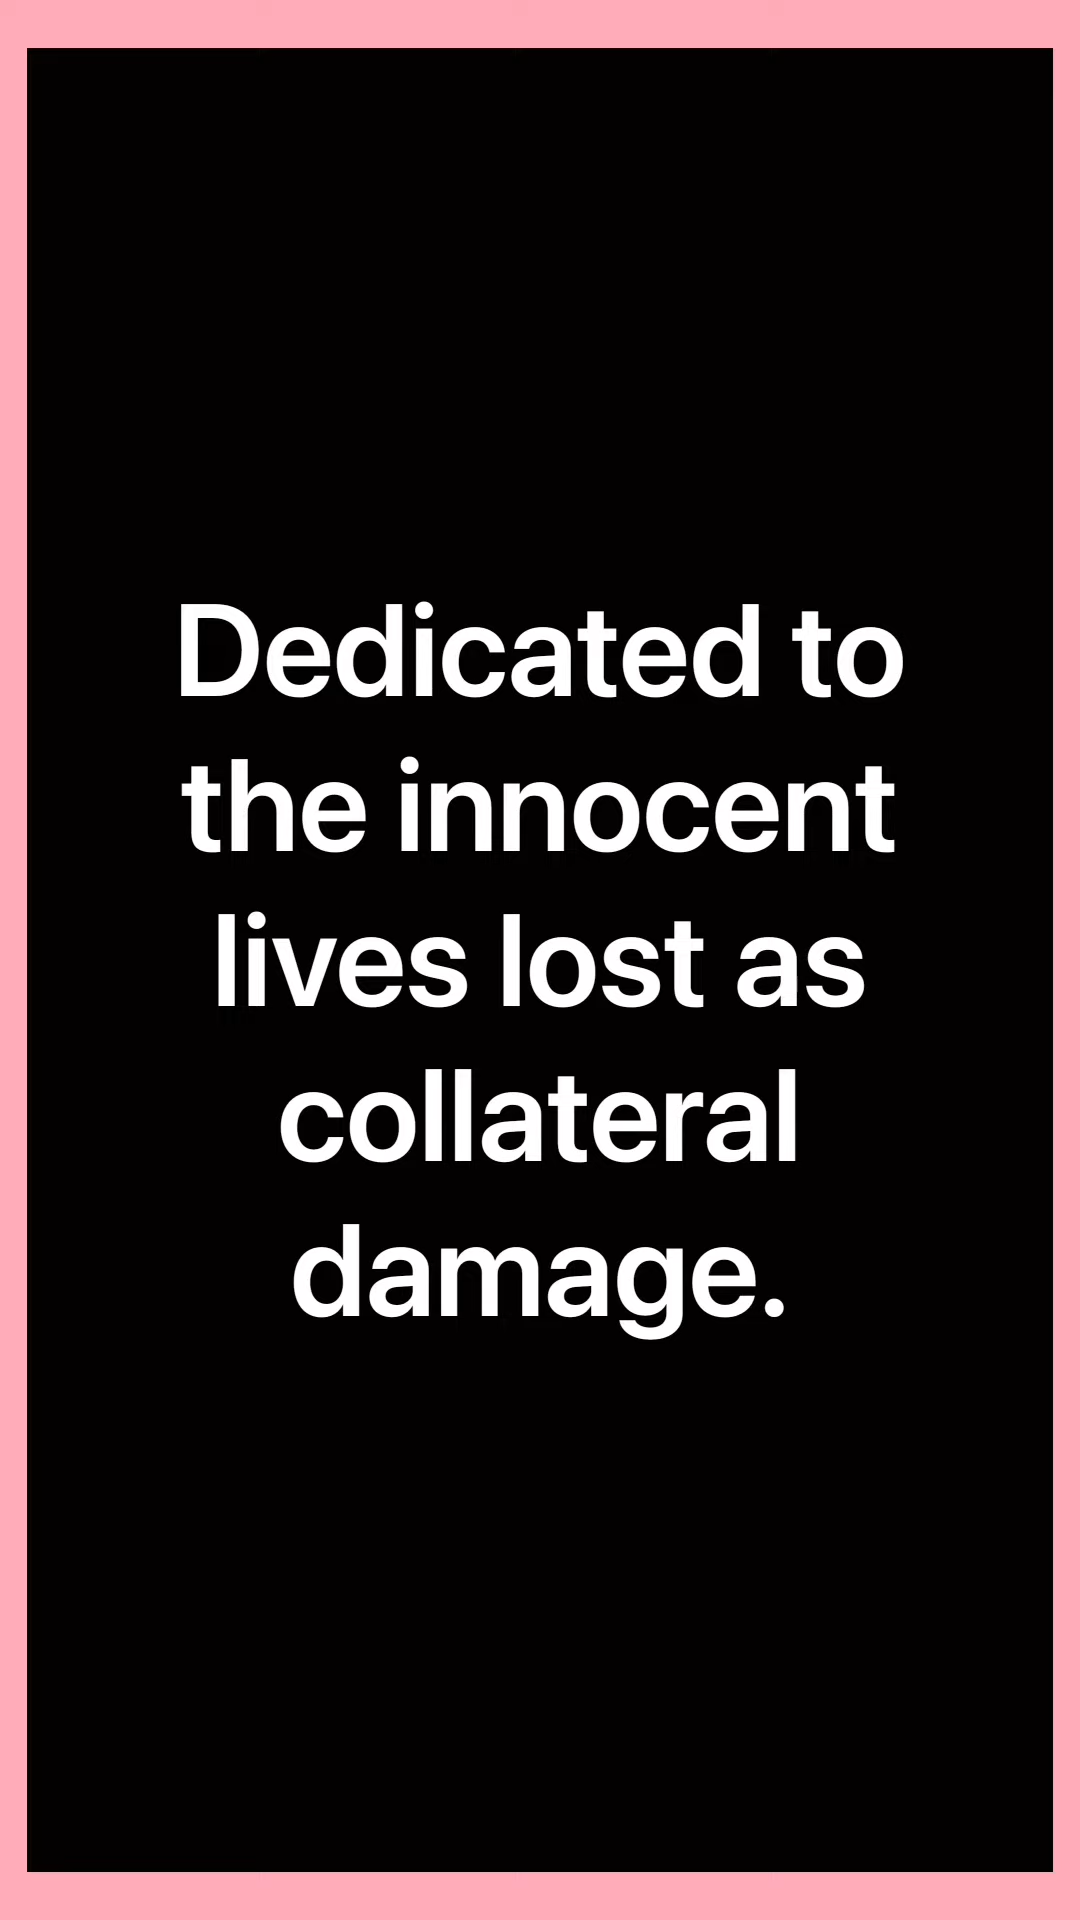 Dedicated to
the innocent
lives lost as
collateral
damage.